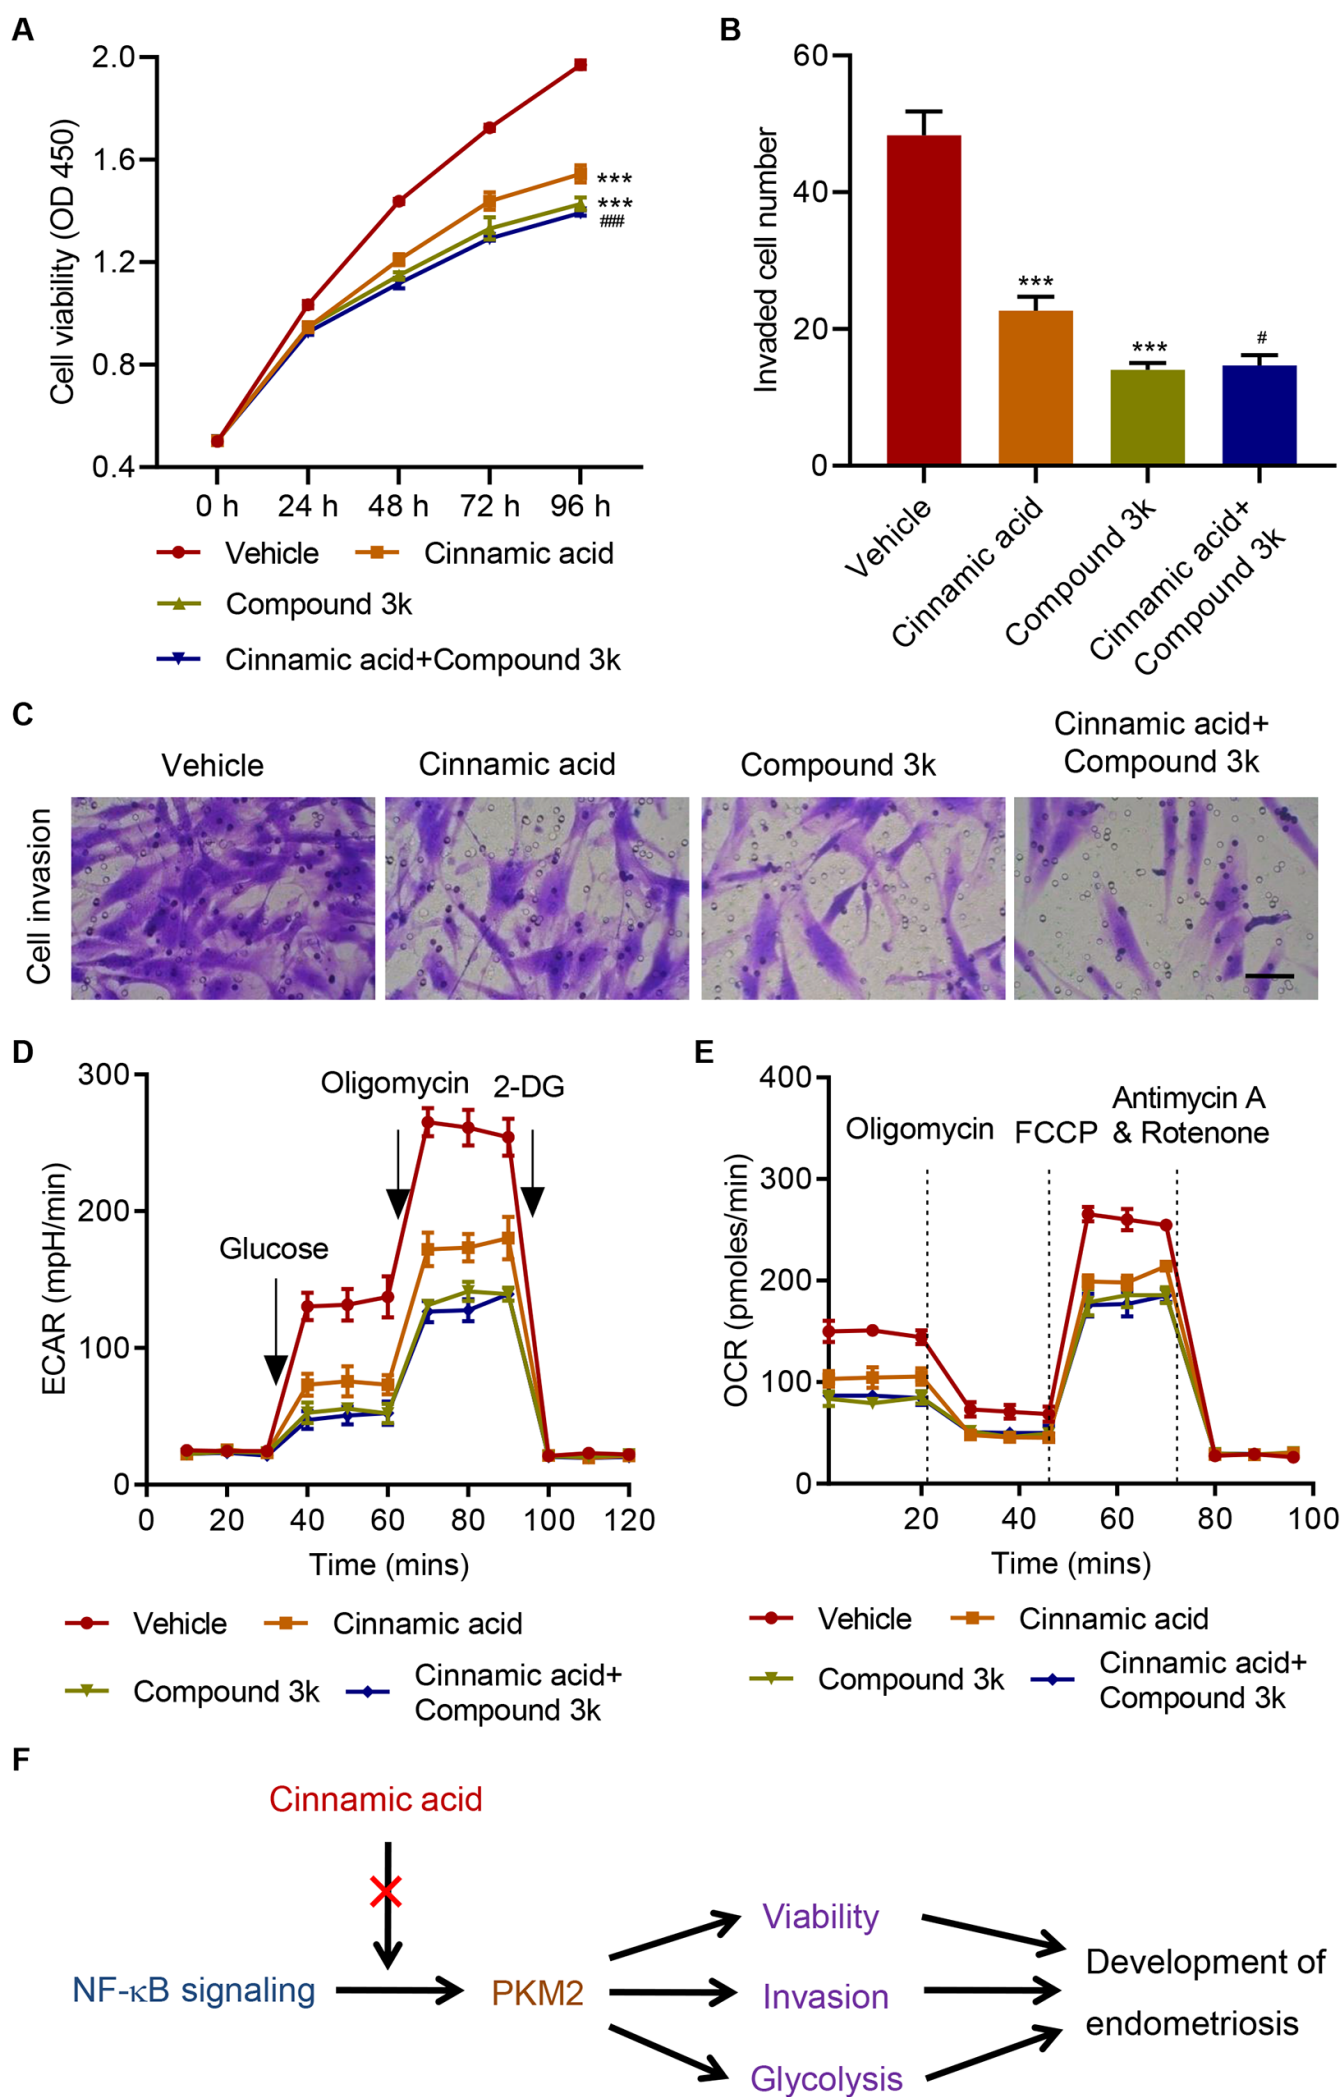 A
Cell viability (OD 450)
2.0
1.6
1.2
0.8
0.4
0 h 24 h 48 h 72 h 96 h
***
***
###
Vehicle Cinnamic acid
Compound 3k
Cinnamic acid+Compound 3k
B
Invaded cell number
60
40
20
0
***
***
#
Vehicle
Cinnamic acid
Compound 3k
Cinnamic acid+
Compound 3k
C
Vehicle
Cinnamic acid
Compound 3k
Cinnamic acid+
Compound 3k
Cell invasion
D
ECAR (mpH/min)
300
200
100
0
Glucose
Oligomycin
2-DG
0 20 40 60 80 100 120
Time (mins)
Vehicle Cinnamic acid
Compound 3k
Cinnamic acid+
Compound 3k
E
OCR (pmoles/min)
400
300
200
100
0
Oligomycin
FCCP
Antimycin A
& Rotenone
20 40 60 80 100
Time (mins)
Vehicle Cinnamic acid
Compound 3k
Cinnamic acid+
Compound 3k
F
Cinnamic acid
NF-κB signaling
PKM2
Viability
Invasion
Glycolysis
Development of
endometriosis